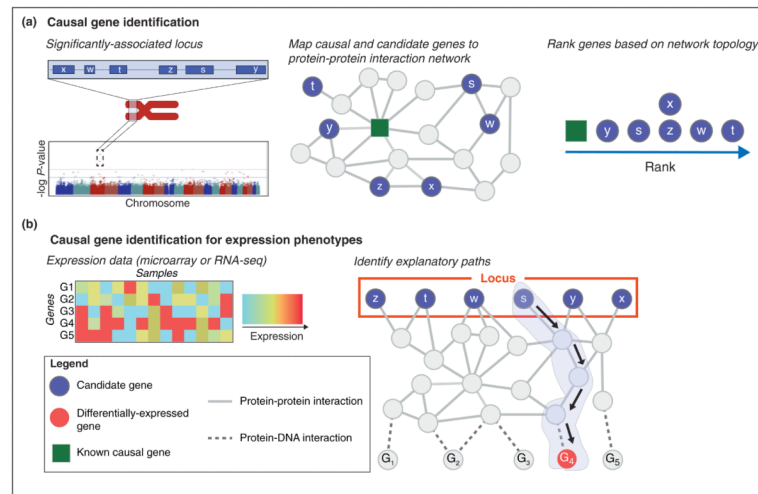 (a) Causal gene identification
Significantly-associated locus
x w t z s y
-log P-value
Chromosome
Map causal and candidate genes to
protein-protein interaction network
t
s
y
w
z
x
Rank genes based on network topology
x
y s z w t
Rank
(b)
Causal gene identification for expression phenotypes
Expression data (microarray or RNA-seq)
Samples
Genes
G1
G2
G3
G4
G5
Expression
Legend
Candidate gene
Differentially-expressed
gene
Known causal gene
Protein-protein interaction
Protein-DNA interaction
Identify explanatory paths
Locus
z t w s y x
G₁ G₂ G₃ G₄ G₅